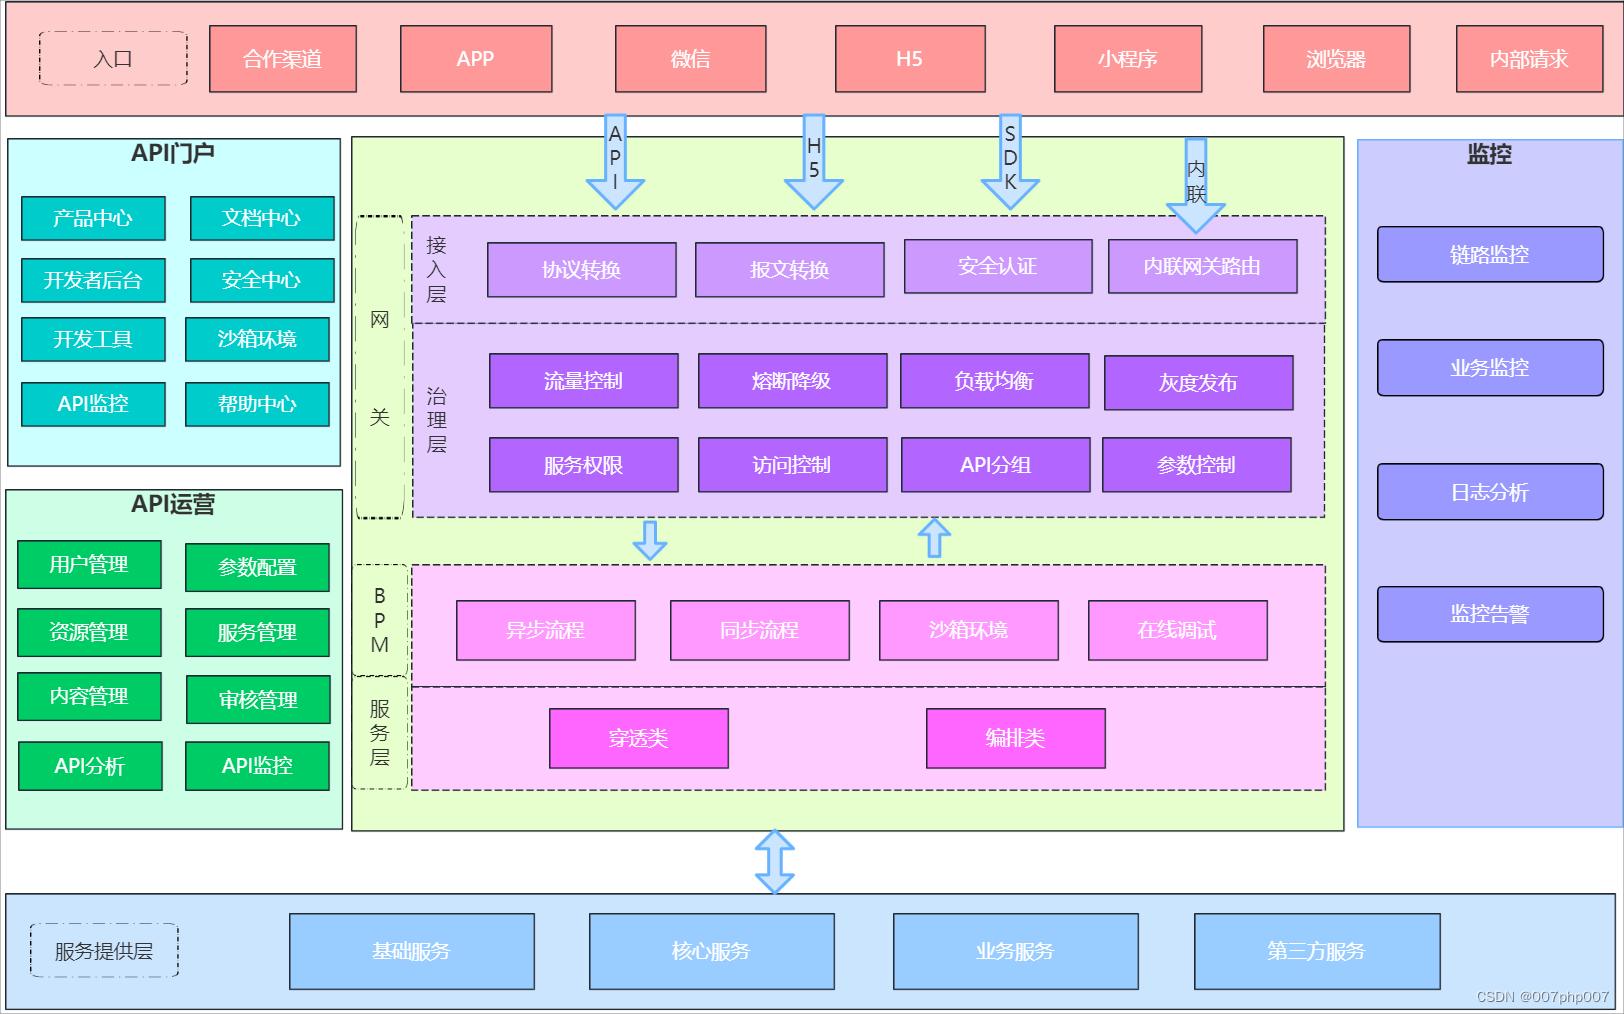 入口
合作渠道
APP
微信
H5
小程序
浏览器
内部请求
API
H5
SDK
内联
API门户
产品中心
文档中心
开发者后台
安全中心
开发工具
沙箱环境
API监控
帮助中心
API运营
用户管理
参数配置
资源管理
服务管理
内容管理
审核管理
API分析
API监控
网关
接入层
协议转换
报文转换
安全认证
内联网关路由
治理层
流量控制
熔断降级
负载均衡
灰度发布
服务权限
访问控制
API分组
参数控制
BPM
异步流程
同步流程
沙箱环境
在线调试
服务层
穿透类
编排类
监控
链路监控
业务监控
日志分析
监控告警
服务提供层
基础服务
核心服务
业务服务
第三方服务
CSDN @007php007